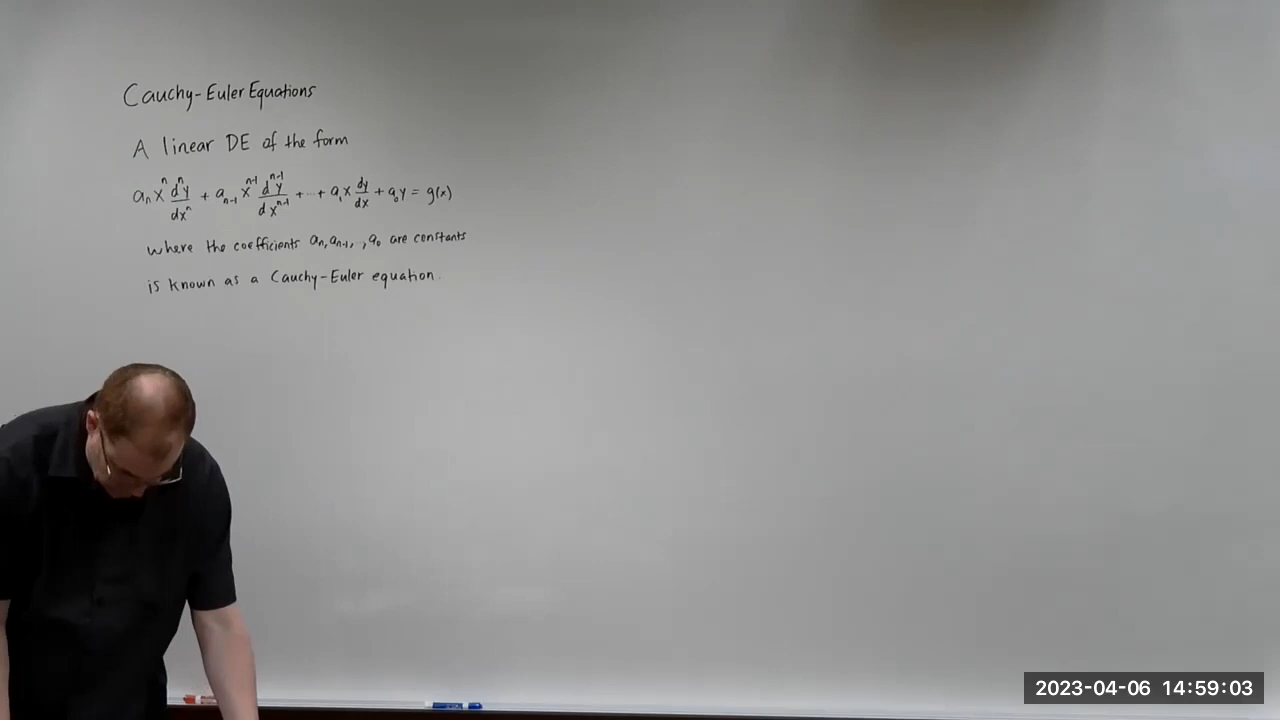 Cauchy-Euler Equations
A linear DE of the form
aₙxⁿ dⁿy/dxⁿ + aₙ₋₁xⁿ⁻¹ dⁿ⁻¹y/dxⁿ⁻¹ + ... + a₁x dy/dx + a₀y = g(x)
where the coefficients aₙ, aₙ₋₁, ..., a₀ are constants
is known as a Cauchy-Euler equation.
2023-04-06 14:59:03